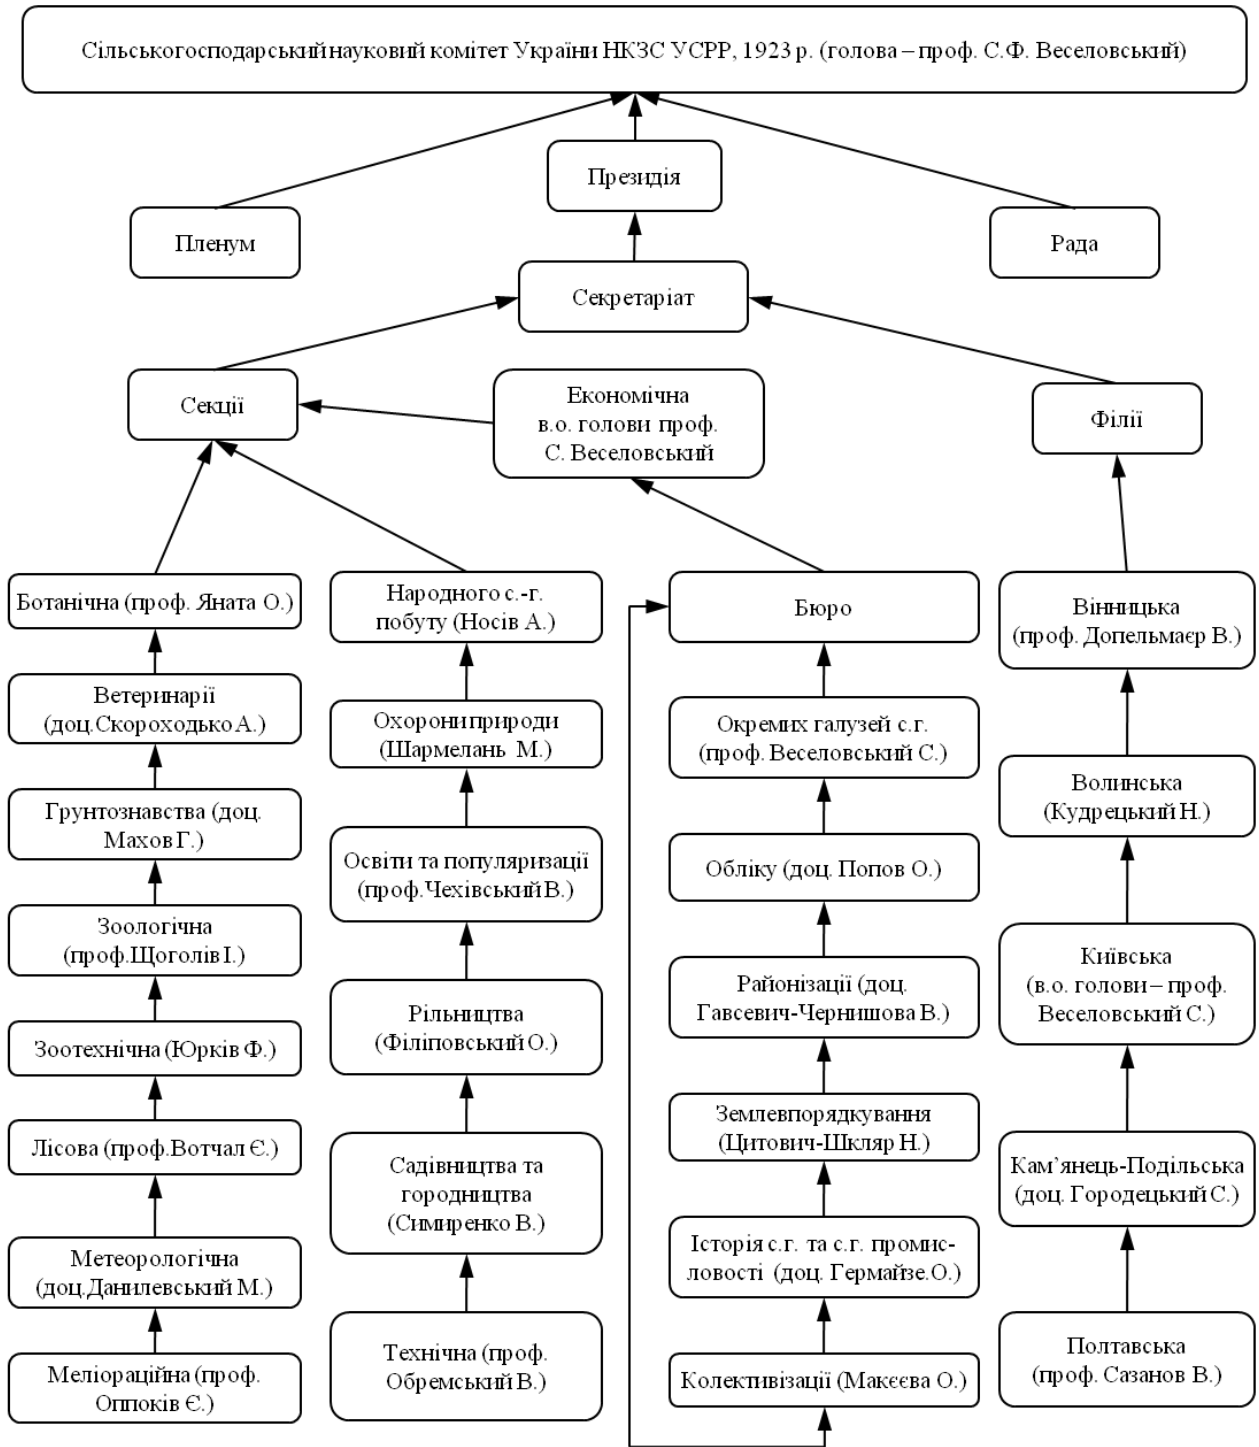 Сільськогосподарський науковий комітет України НКЗС УСРР, 1923 р. (голова – проф. С.Ф. Веселовський)
Президія
Пленум
Рада
Секретаріат
Секції
Економічна
в.о. голови проф.
С. Веселовський
Філії
Ботанічна (проф. Яната О.)
Ветеринарії
(доц.Скороходько А.)
Грунтознавства (доц.
Махов Г.)
Зоологічна
(проф.Щоголів І.)
Зоотехнічна (Юрків Ф.)
Лісова (проф.Вотчал Є.)
Метеорологічна
(доц.Данилевський М.)
Меліораційна (проф.
Оппоків Є.)
Народного с.-г.
побуту (Носів А.)
Охорони природи
(Шармелань М.)
Освіти та популяризації
(проф.Чехівський В.)
Рільництва
(Філіповський О.)
Садівництва та
городництва
(Симиренко В.)
Технічна (проф.
Обремський В.)
Бюро
Окремих галузей с.г.
(проф. Веселовський С.)
Обліку (доц. Попов О.)
Районізації (доц.
Гавсевич-Чернишова В.)
Землевпорядкування
(Цитович-Шкляр Н.)
Історія с.г. та с.г. промис-
ловості (доц. Гермайзе.О.)
Колективізації (Макєєва О.)
Вінницька
(проф. Допельмаєр В.)
Волинська
(Кудрецький Н.)
Київська
(в.о. голови – проф.
Веселовський С.)
Кам’янець-Подільська
(доц. Городецький С.)
Полтавська
(проф. Сазанов В.)